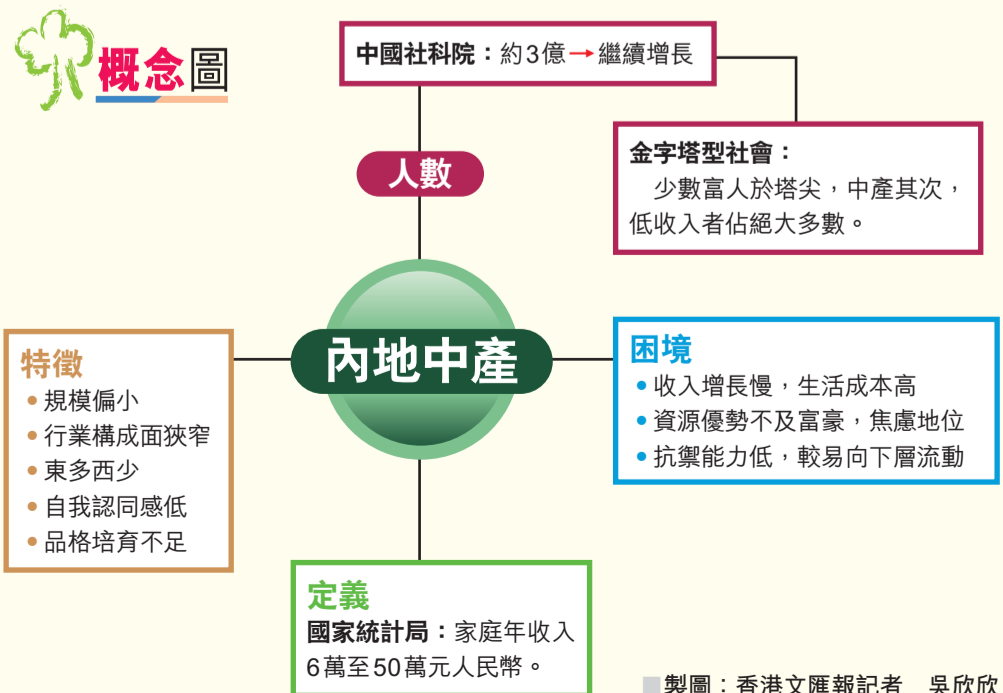 概念圖
中國社科院：約3億→繼續增長
人數
金字塔型社會：
少數富人於塔尖，中產其次，
低收入者佔絕大多數。
內地中產
特徵
•規模偏小
•行業構成面狹窄
•東多西少
•自我認同感低
•品格培育不足
困境
•收入增長慢，生活成本高
•資源優勢不及富豪，焦慮地位
•抗禦能力低，較易向下層流動
定義
國家統計局：家庭年收入
6萬至50萬元人民幣。
■製圖：香港文匯報記者　吳欣欣